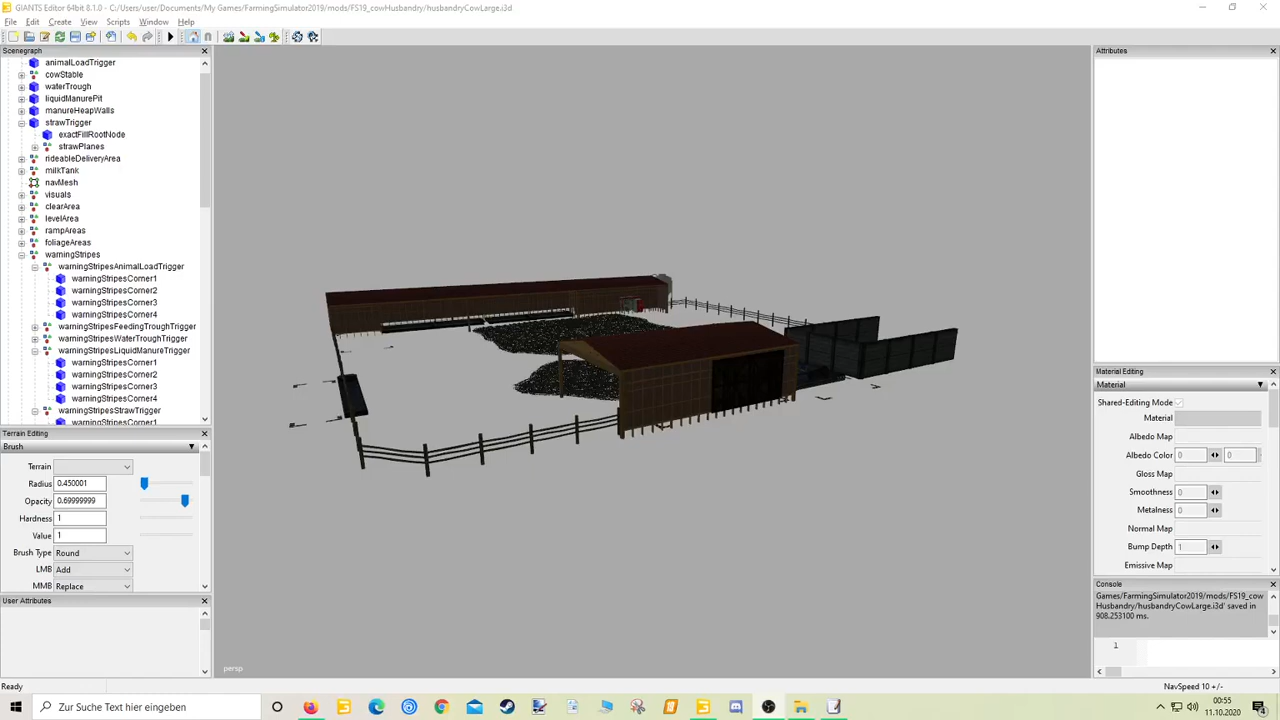 GIANTS Editor 64bit 8.1.0 - C:/Users/user/Documents/My Games/FarmingSimulator2019/mods/FS19_cowHusbandry/husbandryCowLarge.i3d
File Edit Create View Scripts Window Help
Scenegraph
animalLoadTrigger
cowStable
waterTrough
liquidManurePit
manureHeapWalls
strawTrigger
exactFillRootNode
strawPlanes
rideableDeliveryArea
milkTank
navMesh
visuals
clearArea
levelArea
rampAreas
foliageAreas
warningStripes
warningStripesAnimalLoadTrigger
warningStripesCorner1
warningStripesCorner2
warningStripesCorner3
warningStripesCorner4
warningStripesFeedingTroughTrigger
warningStripesWaterTroughTrigger
warningStripesLiquidManureTrigger
warningStripesCorner1
warningStripesCorner2
warningStripesCorner3
warningStripesCorner4
warningStripesStrawTrigger
warningStripesCorner1
Terrain Editing
Brush
Terrain
Radius 0.450001
Opacity 0.69999999
Hardness 1
Value 1
Brush Type Round
LMB Add
MMB Replace
User Attributes
persp
Attributes
Material Editing
Material
Shared-Editing Mode
Material
Albedo Map
Albedo Color 0 0
Gloss Map
Smoothness 0
Metalness 0
Normal Map
Bump Depth 1
Emissive Map
Console
Games/FarmingSimulator2019/mods/FS19_cow
Husbandry/husbandryCowLarge.i3d' saved in
908.253100 ms.
1
Ready
NavSpeed 10 +/-
Zur Suche Text hier eingeben
00:55
11.10.2020